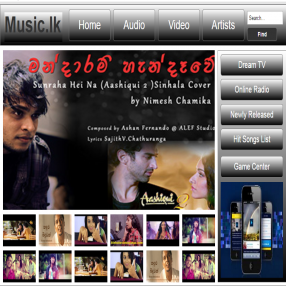 Music.lk
Home
Audio
Video
Artists
Search...
Find
මන්දාරම් හැන්දෑවේ
Sunraha Hei Na (Aashiqui 2 )Sinhala Cover
by Nimesh Chamika
Composed by Ashan Fernando @ ALEF Studio
Lyrics SajithV.Chathuranga
Aashiqui 2
Dream TV
Online Radio
Newly Released
Hit Songs List
Game Center